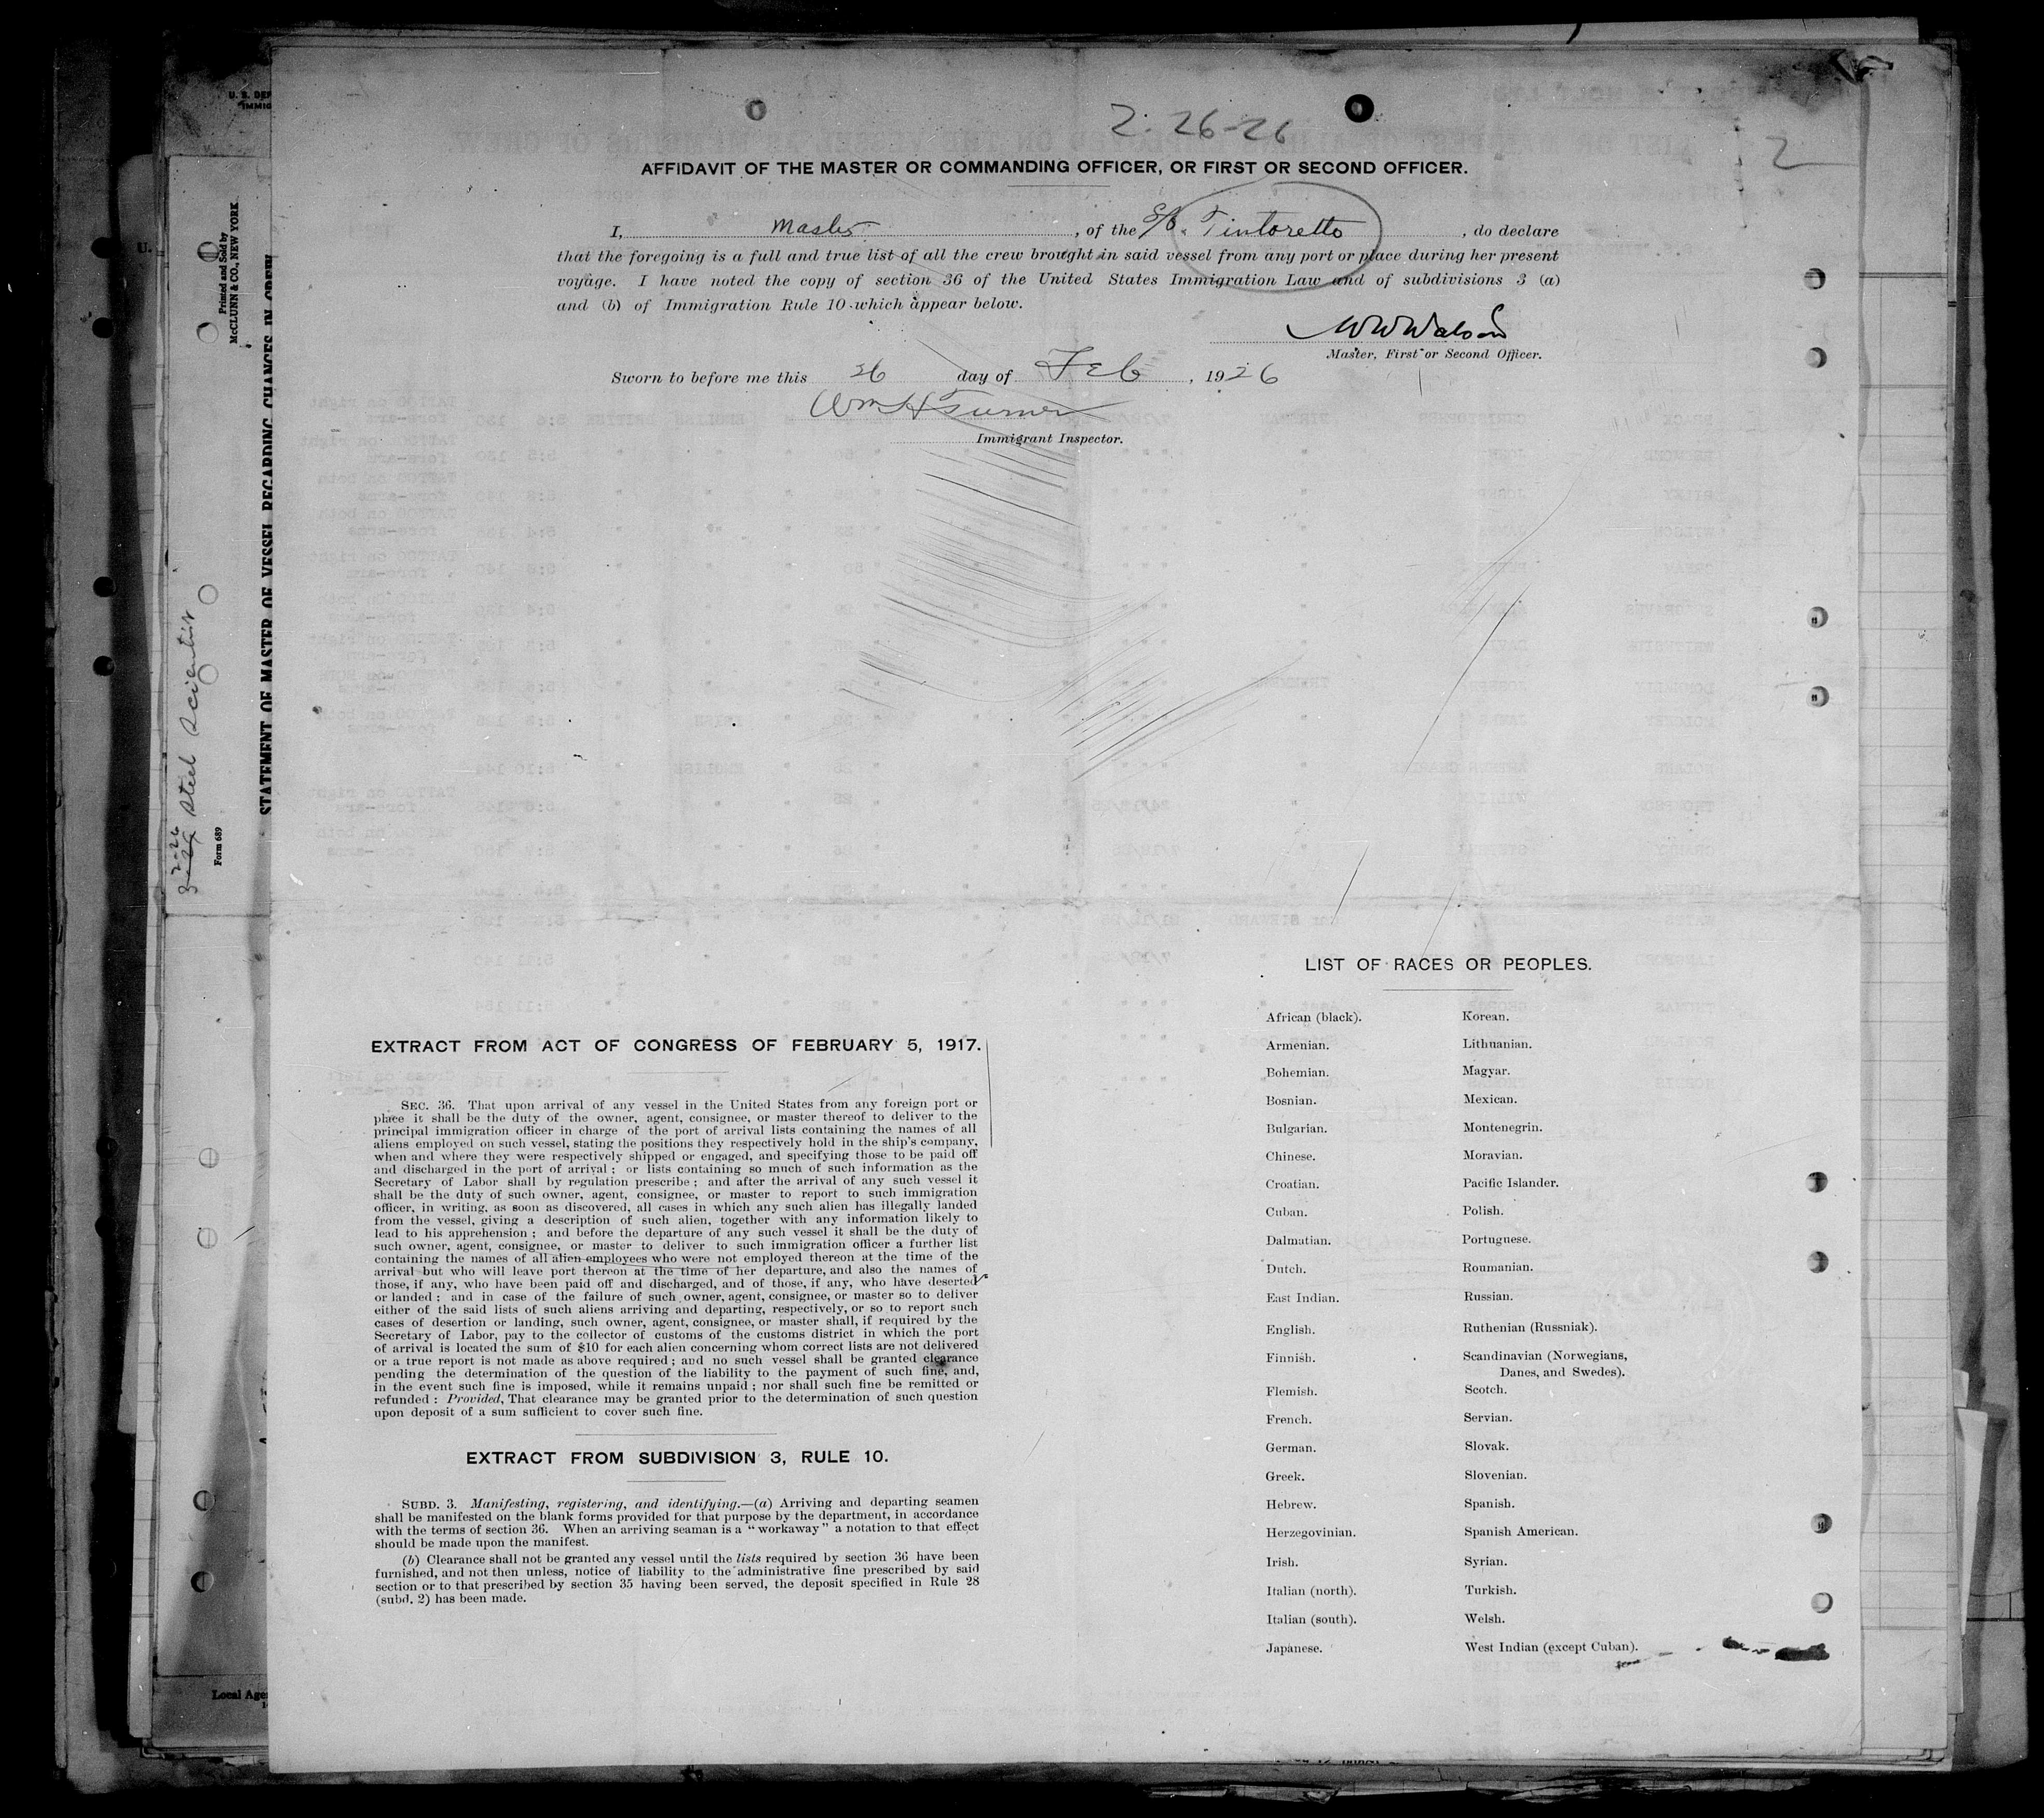 2-26-26
2
AFFIDAVIT OF THE MASTER OR COMMANDING OFFICER, OR FIRST OR SECOND OFFICER.
I, Master, of the S/S. Tintoretto, do declare
that the foregoing is a full and true list of all the crew brought in said vessel from any port or place during her present
voyage. I have noted the copy of section 36 of the United States Immigration Law and of subdivisions 3 (a)
and (b) of Immigration Rule 10 which appear below.
W W Watson
Master, First or Second Officer.
Sworn to before me this 26 day of Feb, 1926
Wm H Turner
Immigrant Inspector.
EXTRACT FROM ACT OF CONGRESS OF FEBRUARY 5, 1917.
SEC. 36. That upon arrival of any vessel in the United States from any foreign port or
place it shall be the duty of the owner, agent, consignee, or master thereof to deliver to the
principal immigration officer in charge of the port of arrival lists containing the names of all
aliens employed on such vessel, stating the positions they respectively hold in the ship's company,
when and where they were respectively shipped or engaged, and specifying those to be paid off
and discharged in the port of arrival; or lists containing so much of such information as the
Secretary of Labor shall by regulation prescribe; and after the arrival of any such vessel it
shall be the duty of such owner, agent, consignee, or master to report to such immigration
officer, in writing, as soon as discovered, all cases in which any such alien has illegally landed
from the vessel, giving a description of such alien, together with any information likely to
lead to his apprehension; and before the departure of any such vessel it shall be the duty of
such owner, agent, consignee, or master to deliver to such immigration officer a further list
containing the names of all alien employees who were not employed thereon at the time of the
arrival but who will leave port thereon at the time of her departure, and also the names of
those, if any, who have been paid off and discharged, and of those, if any, who have deserted
or landed; and in case of the failure of such owner, agent, consignee, or master so to deliver
either of the said lists of such aliens arriving and departing, respectively, or so to report such
cases of desertion or landing, such owner, agent, consignee, or master shall, if required by the
Secretary of Labor, pay to the collector of customs of the customs district in which the port
of arrival is located the sum of $10 for each alien concerning whom correct lists are not delivered
or a true report is not made as above required; and no such vessel shall be granted clearance
pending the determination of the question of the liability to the payment of such fine, and,
in the event such fine is imposed, while it remains unpaid; nor shall such fine be remitted or
refunded: Provided, That clearance may be granted prior to the determination of such question
upon deposit of a sum sufficient to cover such fine.
EXTRACT FROM SUBDIVISION 3, RULE 10.
SUBD. 3. Manifesting, registering, and identifying.—(a) Arriving and departing seamen
shall be manifested on the blank forms provided for that purpose by the department, in accordance
with the terms of section 36. When an arriving seaman is a "workaway" a notation to that effect
should be made upon the manifest.
(b) Clearance shall not be granted any vessel until the lists required by section 36 have been
furnished, and not then unless, notice of liability to the administrative fine prescribed by said
section or to that prescribed by section 35 having been served, the deposit specified in Rule 28
(subd. 2) has been made.
LIST OF RACES OR PEOPLES.
African (black).
Armenian.
Bohemian.
Bosnian.
Bulgarian.
Chinese.
Croatian.
Cuban.
Dalmatian.
Dutch.
East Indian.
English.
Finnish.
Flemish.
French.
German.
Greek.
Hebrew.
Herzegovinian.
Irish.
Italian (north).
Italian (south).
Japanese.
Korean.
Lithuanian.
Magyar.
Mexican.
Montenegrin.
Moravian.
Pacific Islander.
Polish.
Portuguese.
Roumanian.
Russian.
Ruthenian (Russniak).
Scandinavian (Norwegians,
Danes, and Swedes).
Scotch.
Servian.
Slovak.
Slovenian.
Spanish.
Spanish American.
Syrian.
Turkish.
Welsh.
West Indian (except Cuban).
Printed and Sold by
McCLUNN & CO., NEW YORK
STATEMENT OF MASTER OF VESSEL REGARDING CHANGES IN CREW
Steel Scientist
Form 689
Local Age